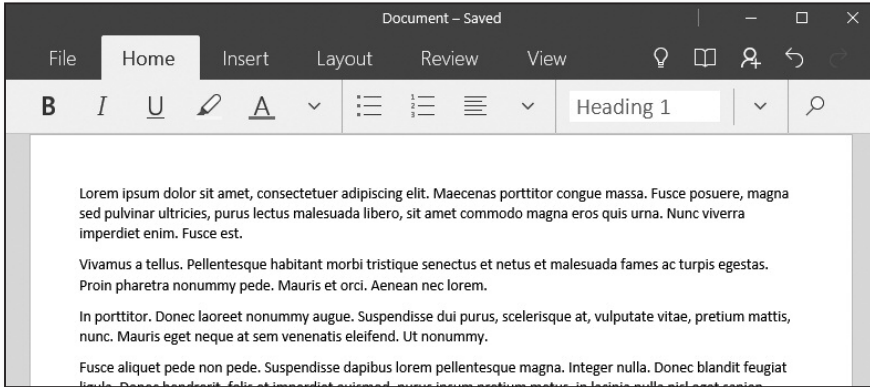 Document – Saved
File Home Insert Layout Review View
B I U A Heading 1
Lorem ipsum dolor sit amet, consectetuer adipiscing elit. Maecenas porttitor congue massa. Fusce posuere, magna
sed pulvinar ultricies, purus lectus malesuada libero, sit amet commodo magna eros quis urna. Nunc viverra
imperdiet enim. Fusce est.
Vivamus a tellus. Pellentesque habitant morbi tristique senectus et netus et malesuada fames ac turpis egestas.
Proin pharetra nonummy pede. Mauris et orci. Aenean nec lorem.
In porttitor. Donec laoreet nonummy augue. Suspendisse dui purus, scelerisque at, vulputate vitae, pretium mattis,
nunc. Mauris eget neque at sem venenatis eleifend. Ut nonummy.
Fusce aliquet pede non pede. Suspendisse dapibus lorem pellentesque magna. Integer nulla. Donec blandit feugiat